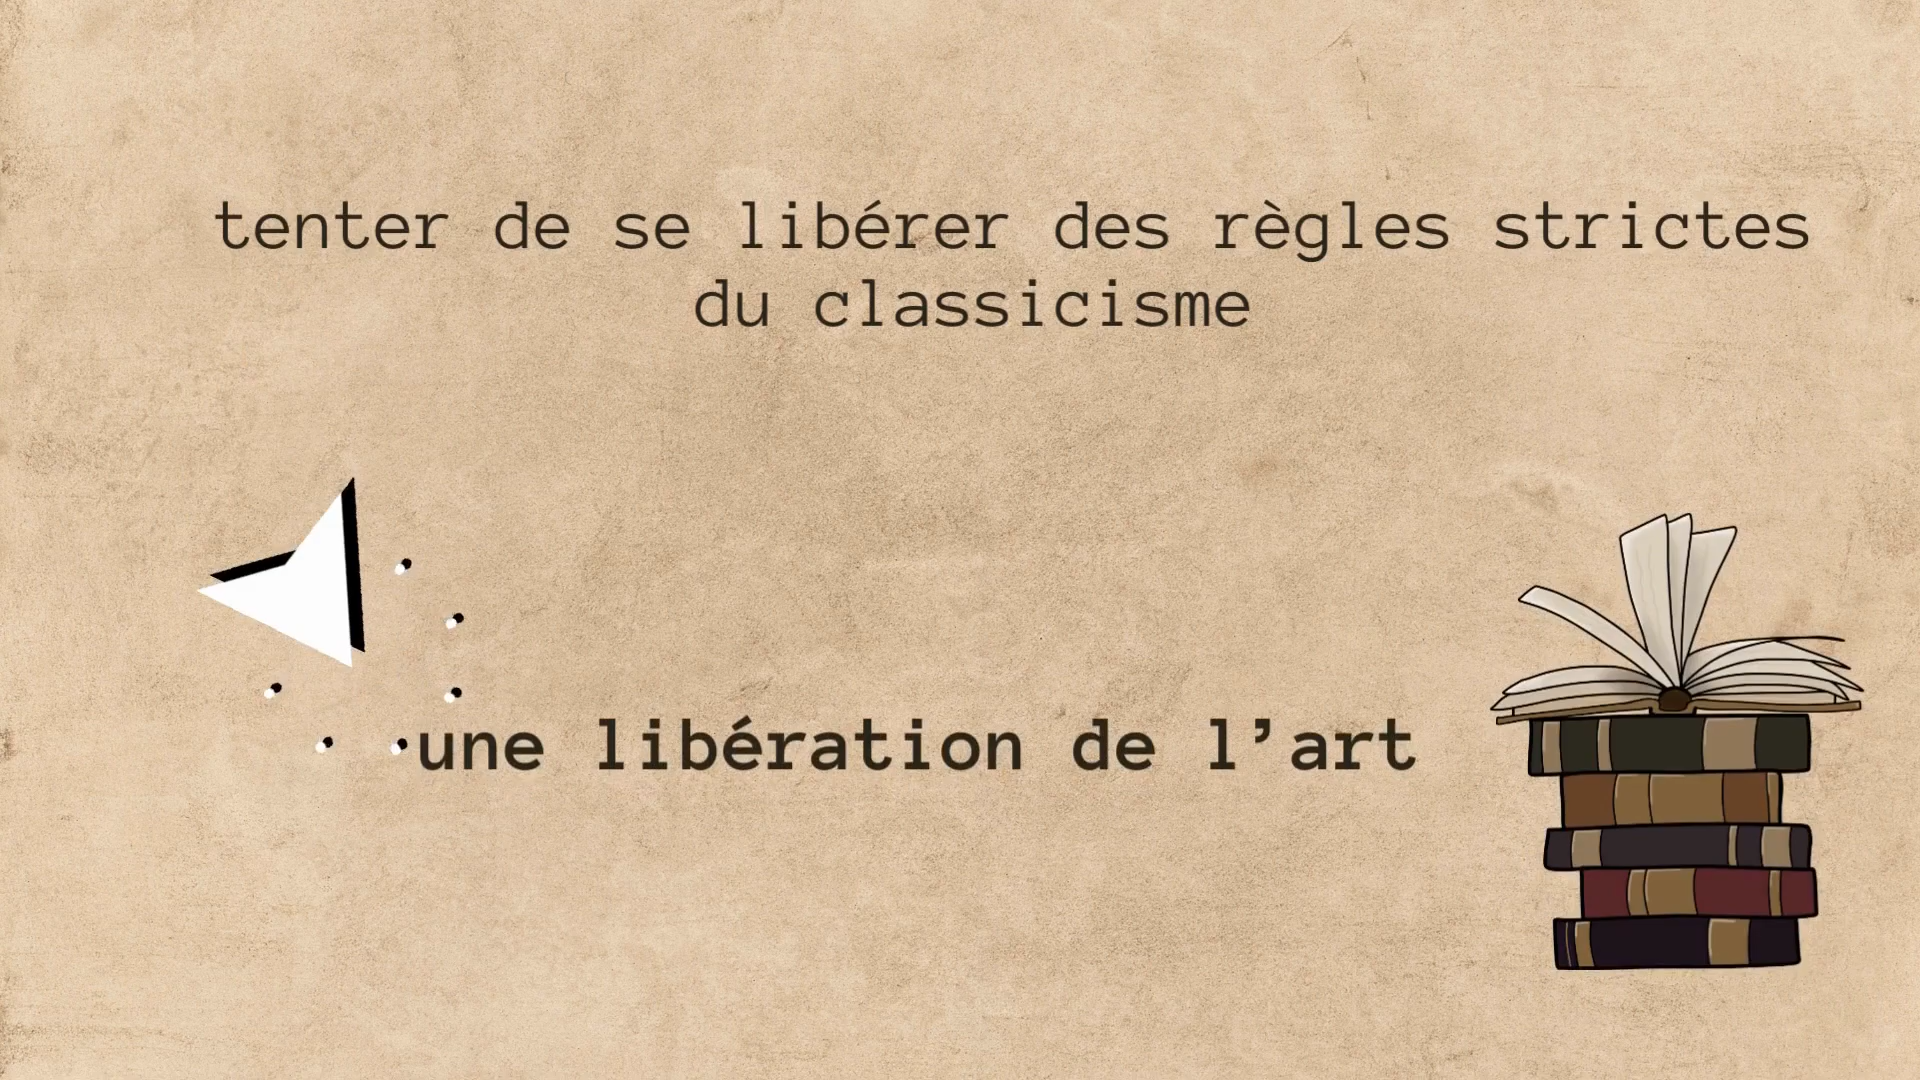 tenter de se libérer des règles strictes
du classicisme
une libération de l’art